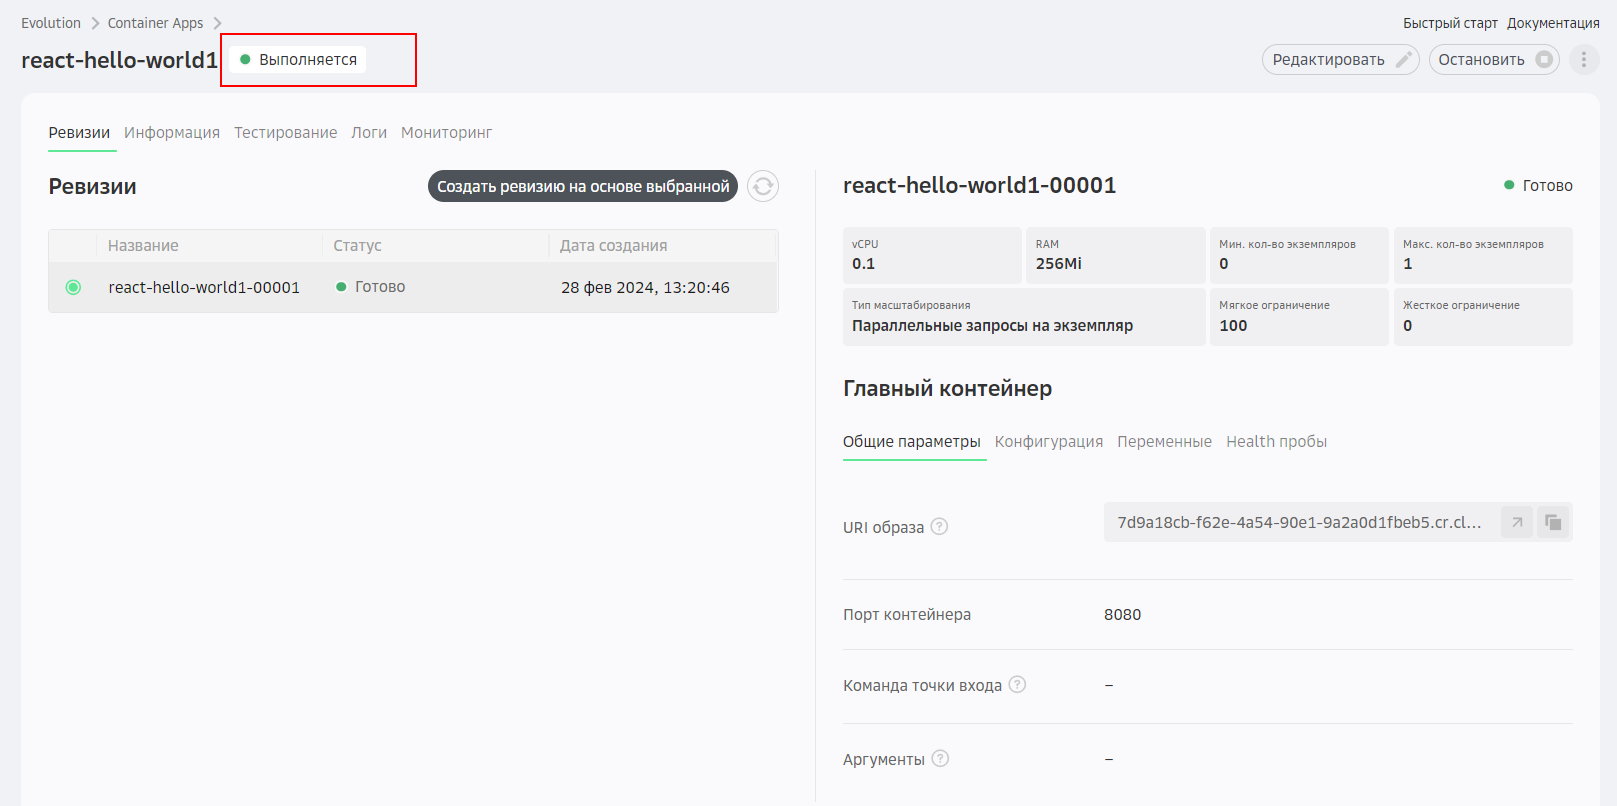 Evolution Container Apps
Быстрый старт Документация
react-hello-world1 Выполняется
Редактировать Остановить
Ревизии Информация Тестирование Логи Мониторинг
Ревизии
Создать ревизию на основе выбранной
Название Статус Дата создания
react-hello-world1-00001 Готово 28 фев 2024, 13:20:46
react-hello-world1-00001 Готово
vCPU RAM Мин. кол-во экземпляров Макс. кол-во экземпляров
0.1 256Mi 0 1
Тип масштабирования Мягкое ограничение Жесткое ограничение
Параллельные запросы на экземпляр 100 0
Главный контейнер
Общие параметры Конфигурация Переменные Health пробы
URI образа ? 7d9a18cb-f62e-4a54-90e1-9a2a0d1fbeb5.cr.cl...
Порт контейнера 8080
Команда точки входа ? –
Аргументы ? –